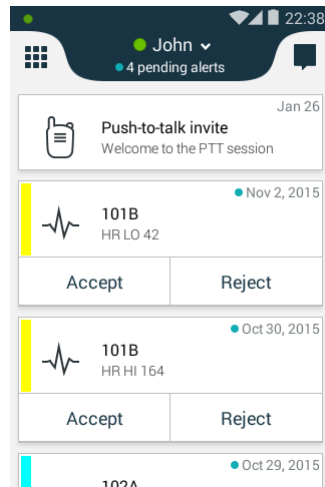 22:38
John
4 pending alerts
Jan 26
Push-to-talk invite
Welcome to the PTT session
Nov 2, 2015
101B
HR LO 42
Accept Reject
Oct 30, 2015
101B
HR HI 164
Accept Reject
Oct 29, 2015
102A